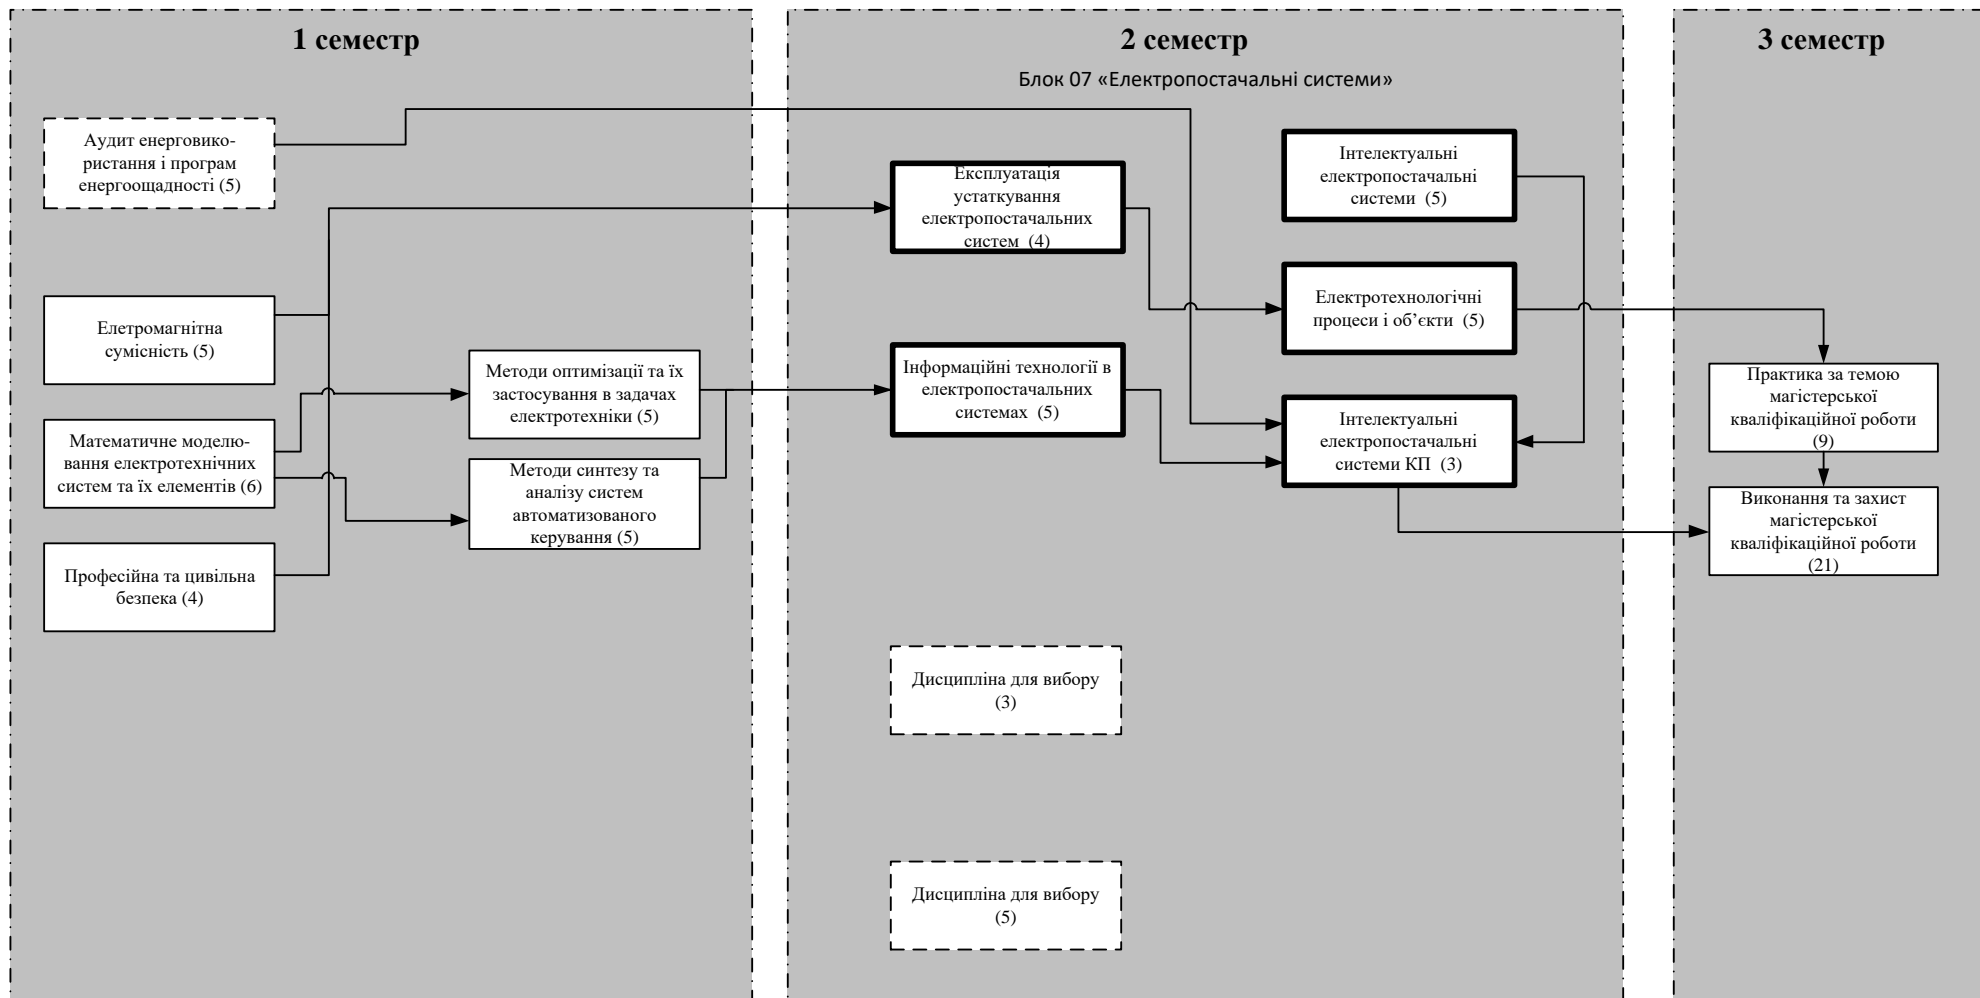 1 семестр
Аудит енерговико-
ристання і програм
енергоощадності (5)
Елетромагнітна
сумісність (5)
Математичне моделю-
вання електротехнічних
систем та їх елементів (6)
Професійна та цивільна
безпека (4)
Методи оптимізації та їх
застосування в задачах
електротехніки (5)
Методи синтезу та
аналізу систем
автоматизованого
керування (5)
2 семестр
Блок 07 «Електропостачальні системи»
Експлуатація
устаткування
електропостачальних
систем (4)
Інформаційні технології в
електропостачальних
системах (5)
Інтелектуальні
електропостачальні
системи (5)
Електротехнологічні
процеси і об’єкти (5)
Інтелектуальні
електропостачальні
системи КП (3)
Дисципліна для вибору
(3)
Дисципліна для вибору
(5)
3 семестр
Практика за темою
магістерської
кваліфікаційної роботи
(9)
Виконання та захист
магістерської
кваліфікаційної роботи
(21)